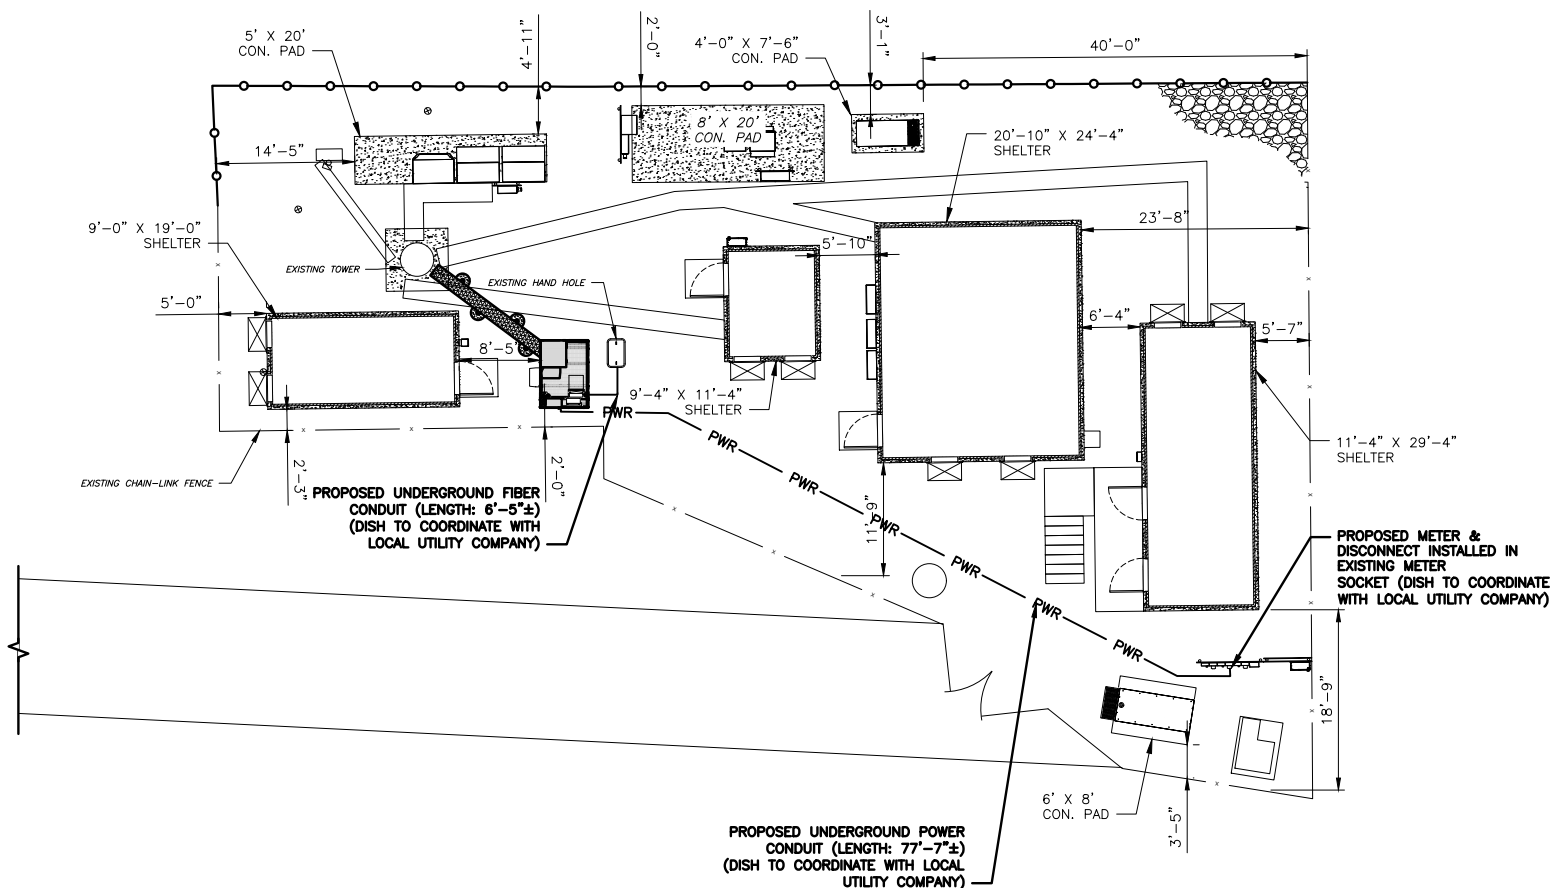 5' X 20'
CON. PAD
4'-11"
2'-0"
4'-0" X 7'-6"
CON. PAD
3'-1"
40'-0"
8' X 20'
CON. PAD
20'-10" X 24'-4"
SHELTER
14'-5"
9'-0" X 19'-0"
SHELTER
EXISTING TOWER
EXISTING HAND HOLE
5'-10"
23'-8"
5'-0"
8'-5"
6'-4"
5'-7"
9'-4" X 11'-4"
SHELTER
PWR
PWR
PWR
PWR
PWR
PWR
PWR
11'-4" X 29'-4"
SHELTER
EXISTING CHAIN-LINK FENCE
2'-3"
2'-0"
11'-9"
PROPOSED UNDERGROUND FIBER
CONDUIT (LENGTH: 6'-5"±)
(DISH TO COORDINATE WITH
LOCAL UTILITY COMPANY)
PROPOSED METER &
DISCONNECT INSTALLED IN
EXISTING METER
SOCKET (DISH TO COORDINATE
WITH LOCAL UTILITY COMPANY)
18'-9"
6' X 8'
CON. PAD
3'-5"
PROPOSED UNDERGROUND POWER
CONDUIT (LENGTH: 77'-7"±)
(DISH TO COORDINATE WITH LOCAL
UTILITY COMPANY)